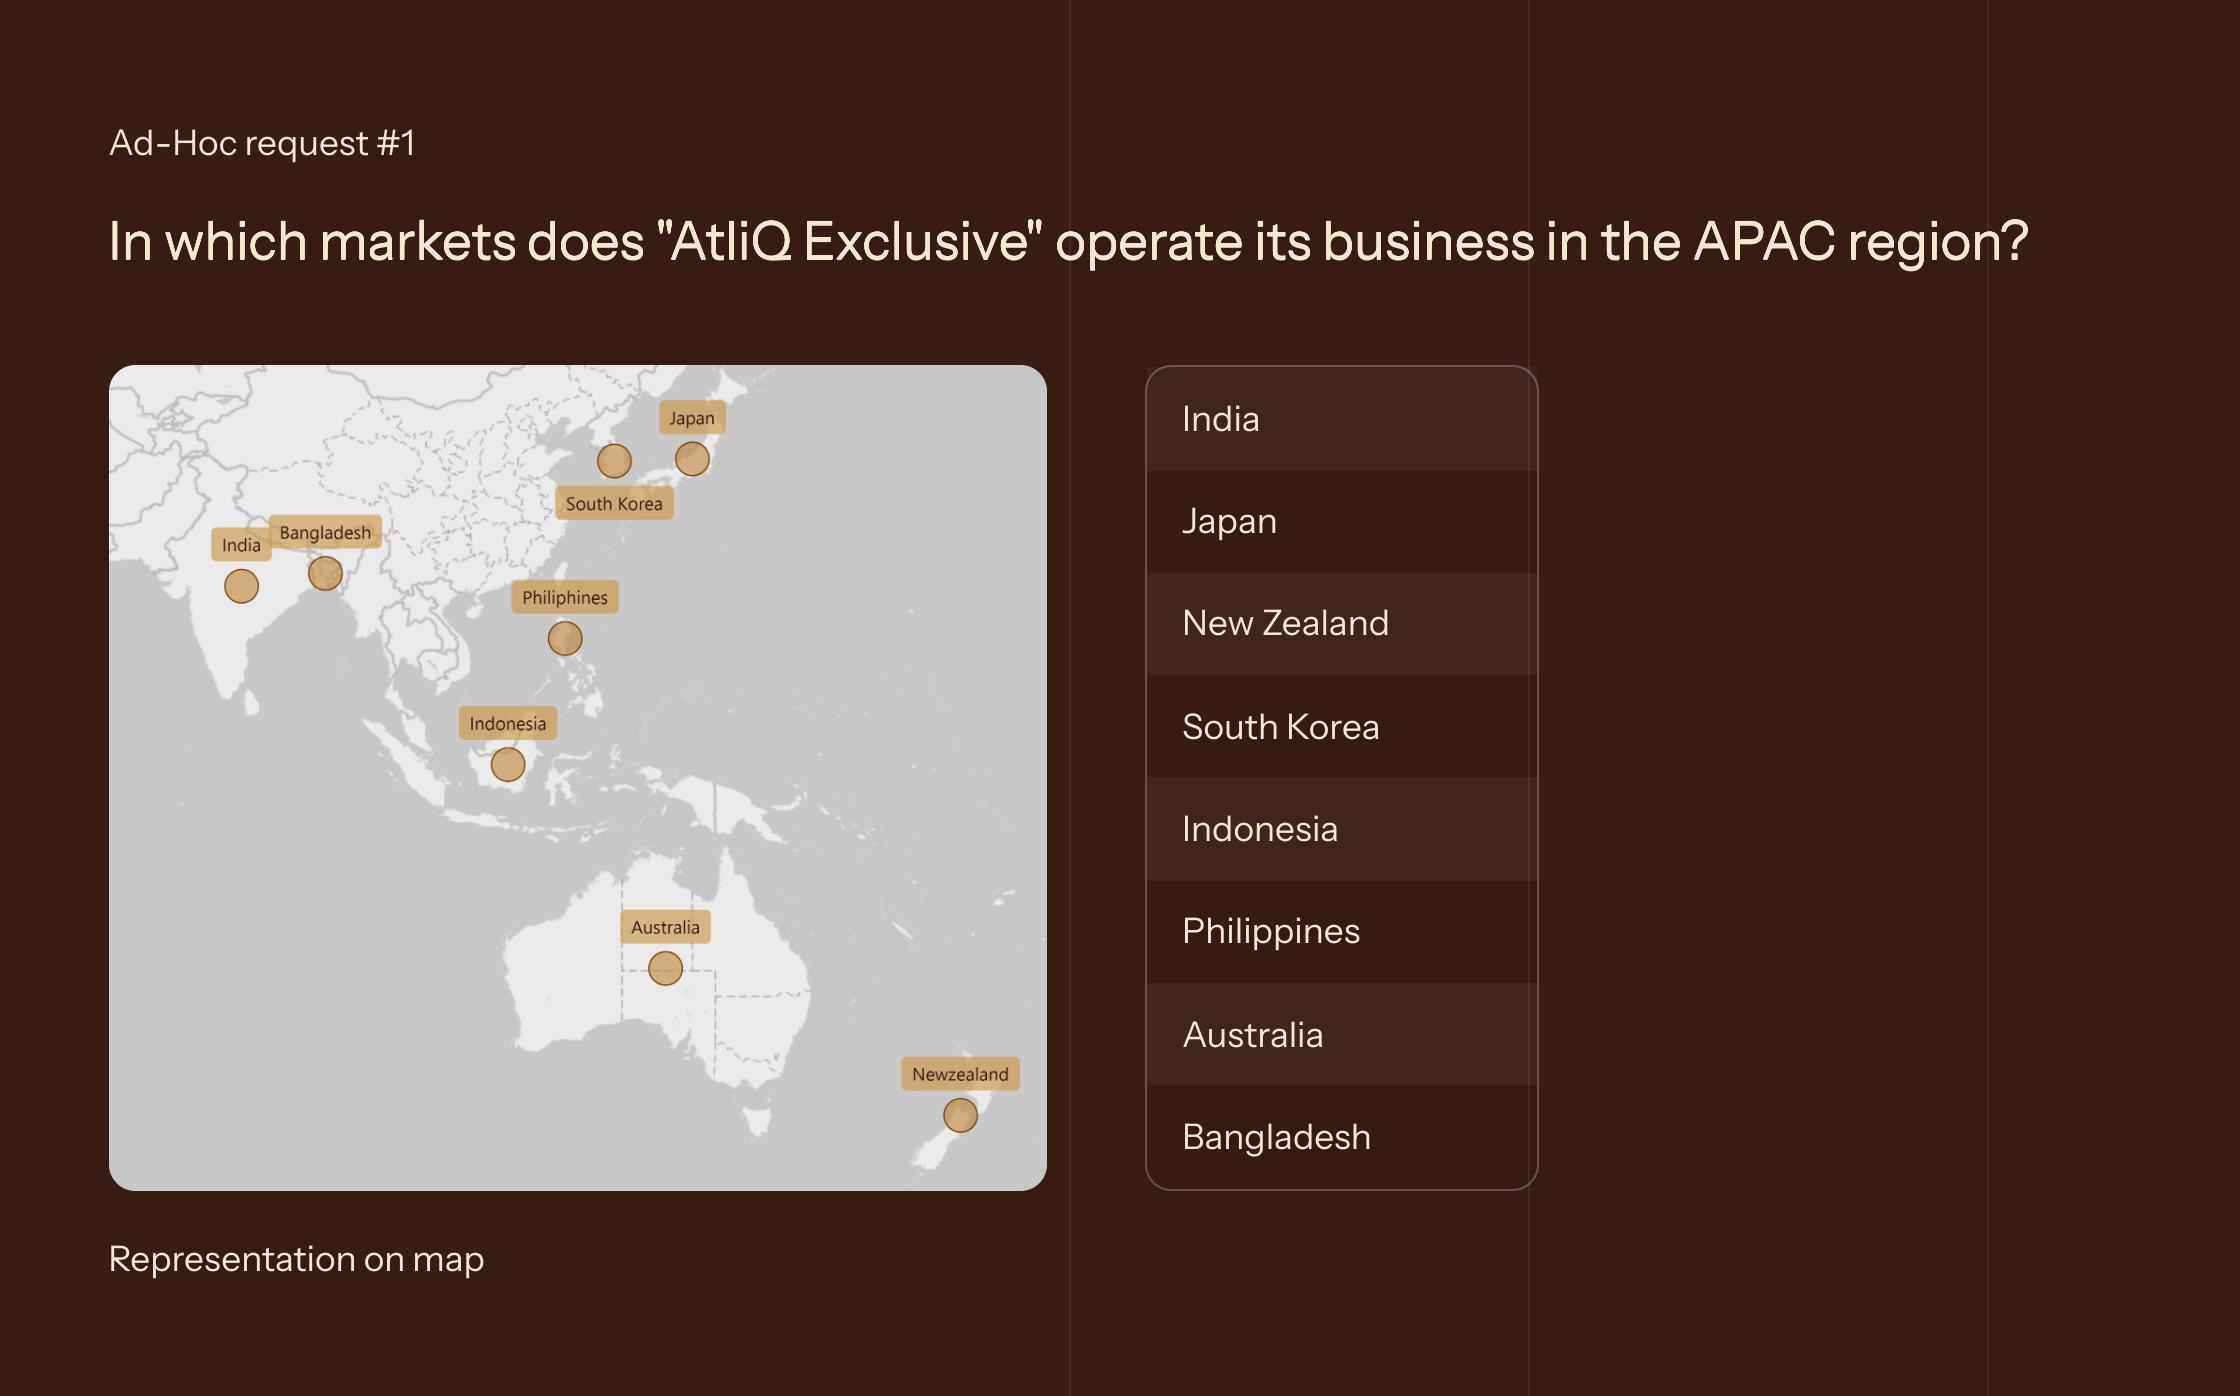 Ad-Hoc request #1
In which markets does "AtliQ Exclusive" operate its business in the APAC region?
Japan
South Korea
Bangladesh
India
Philiphines
Indonesia
Australia
Newzealand
India
Japan
New Zealand
South Korea
Indonesia
Philippines
Australia
Bangladesh
Representation on map